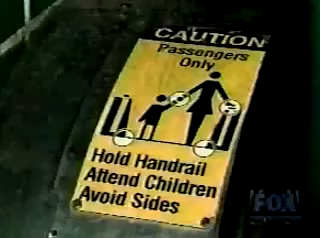 CAUTION
Passengers
Only
Hold Handrail
Attend Children
Avoid Sides
FOX